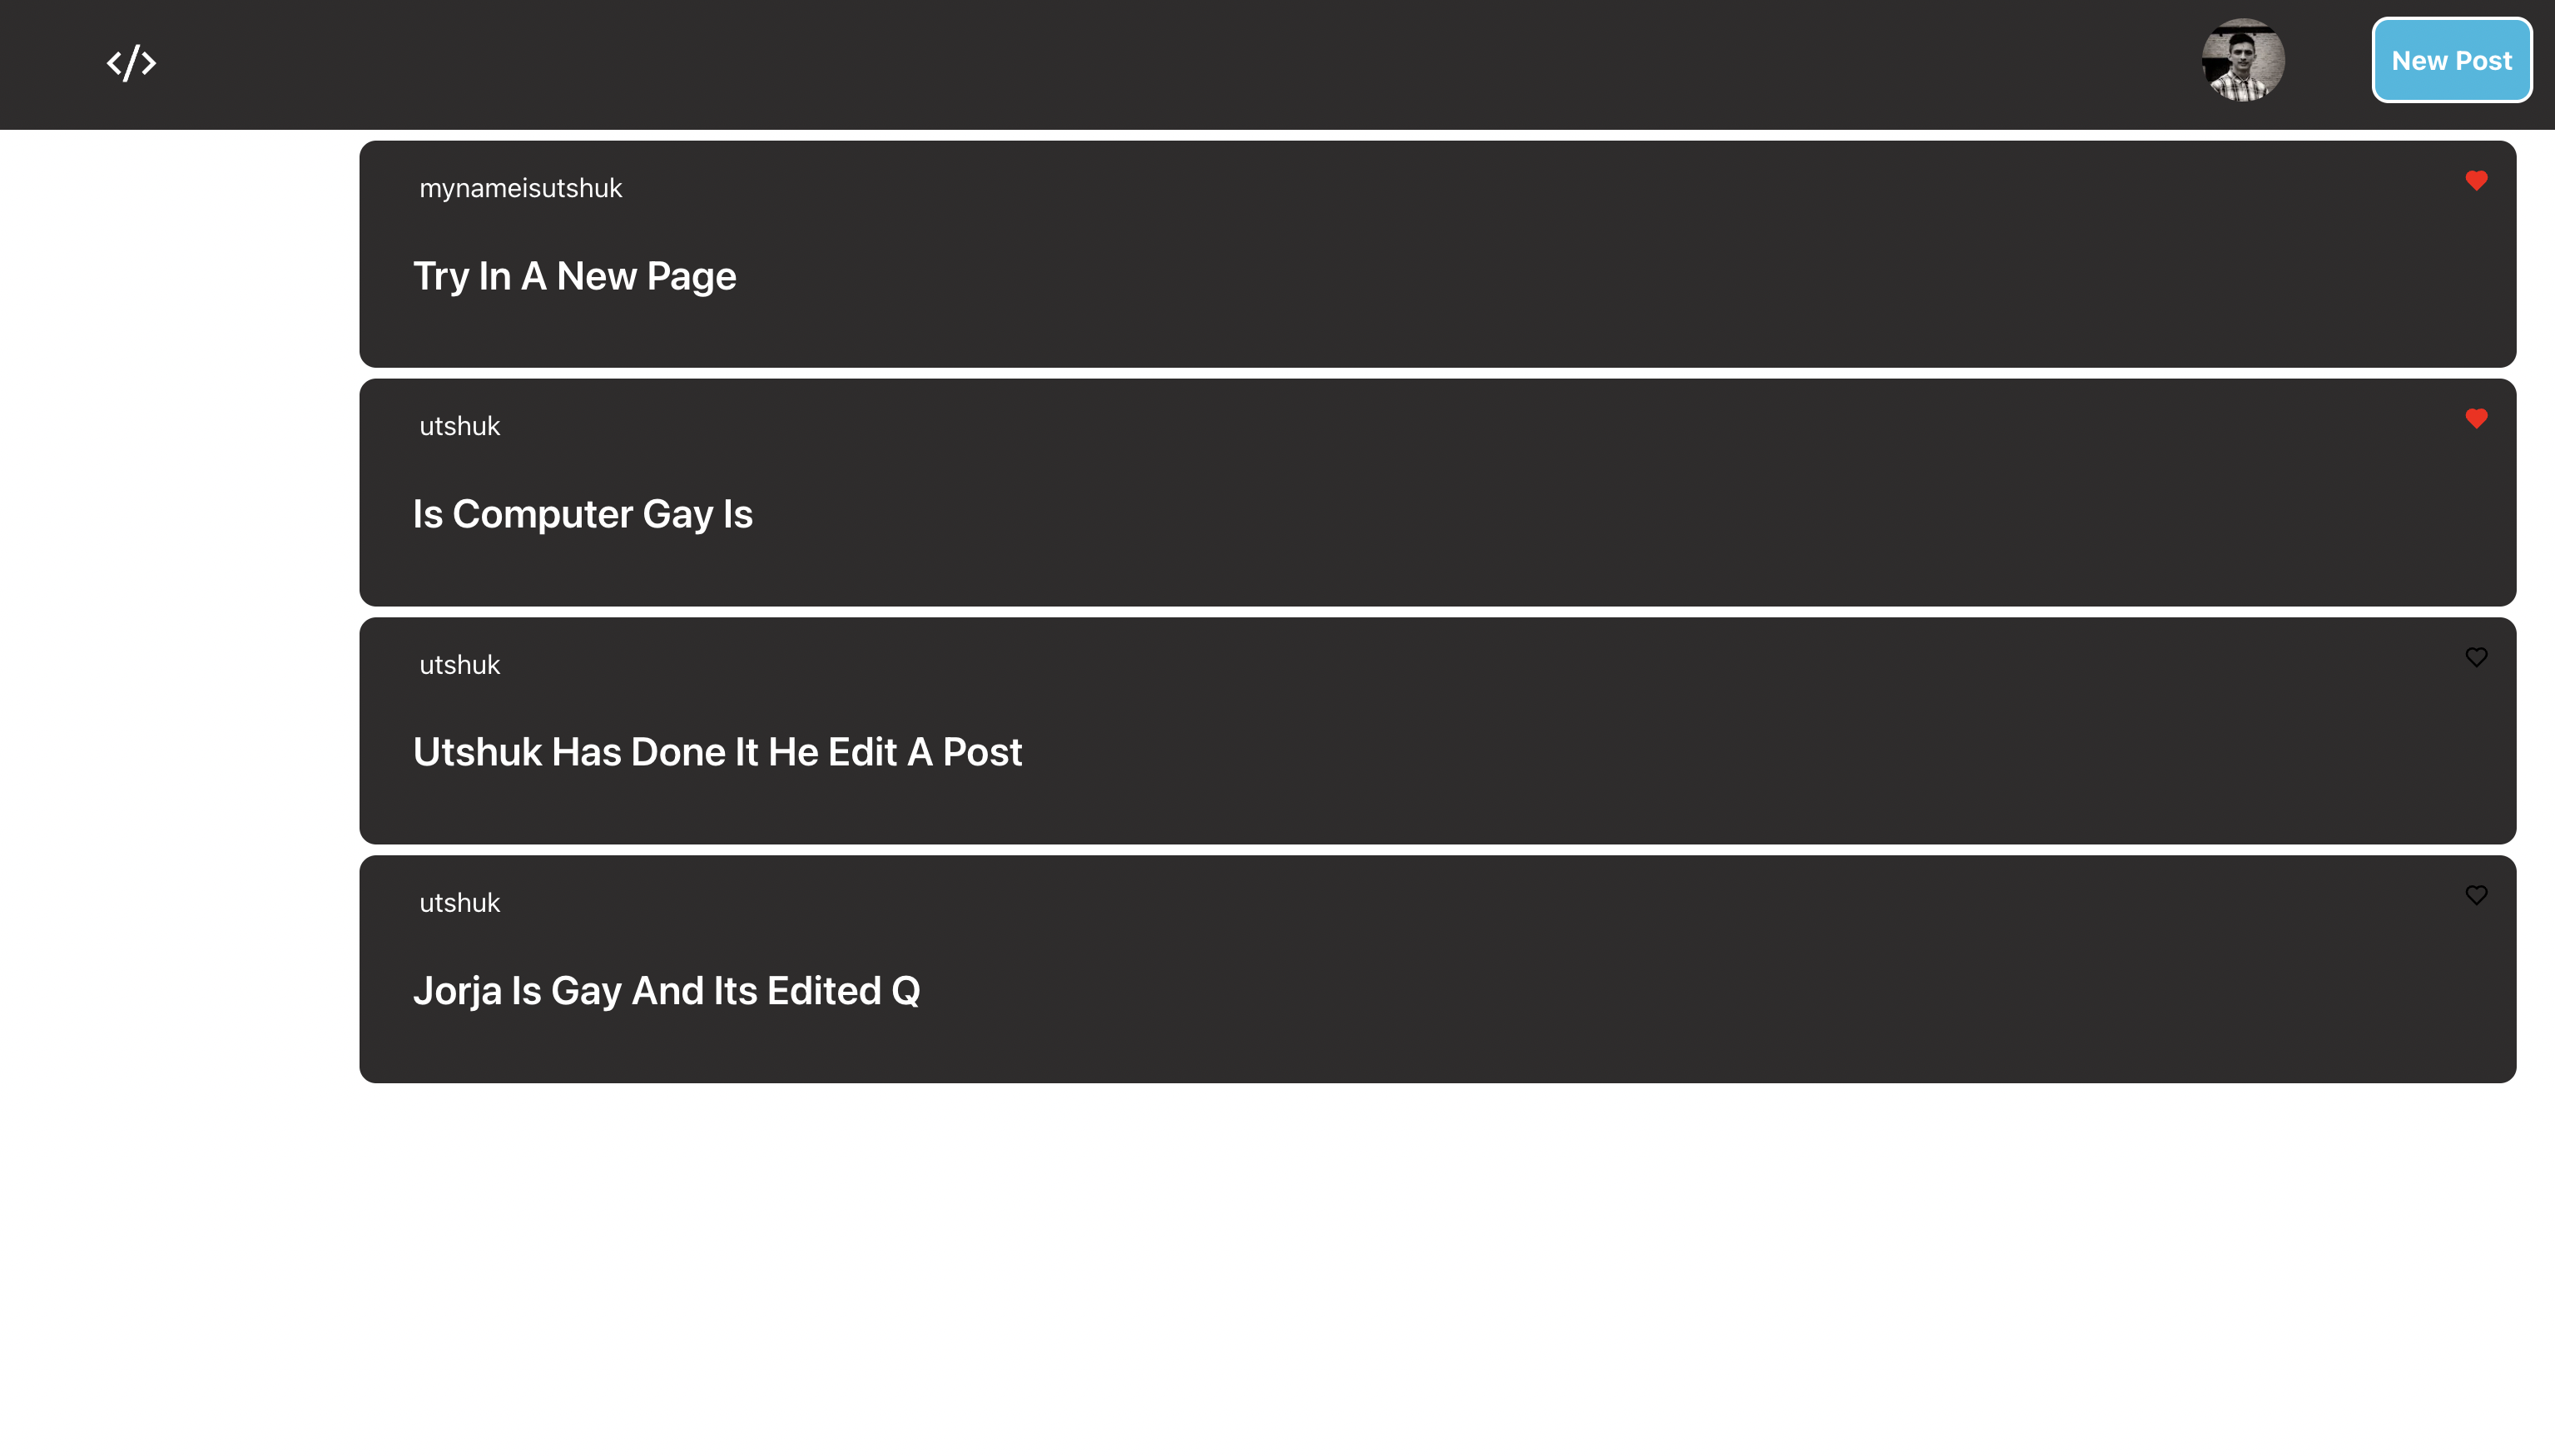 </>
New Post
mynameisutshuk
Try In A New Page
utshuk
Is Computer Gay Is
utshuk
Utshuk Has Done It He Edit A Post
utshuk
Jorja Is Gay And Its Edited Q